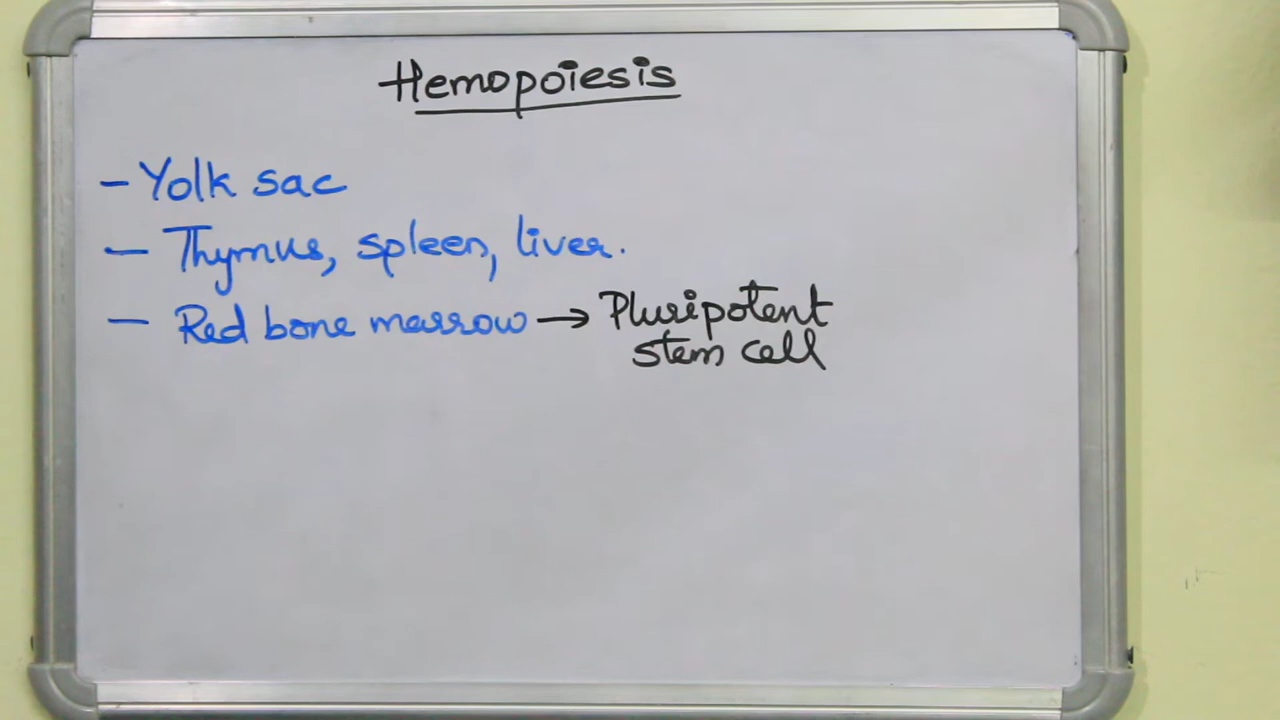 Hemopoiesis
- Yolk sac
- Thymus, spleen, liver.
- Red bone marrow → Pluripotent
stem cell